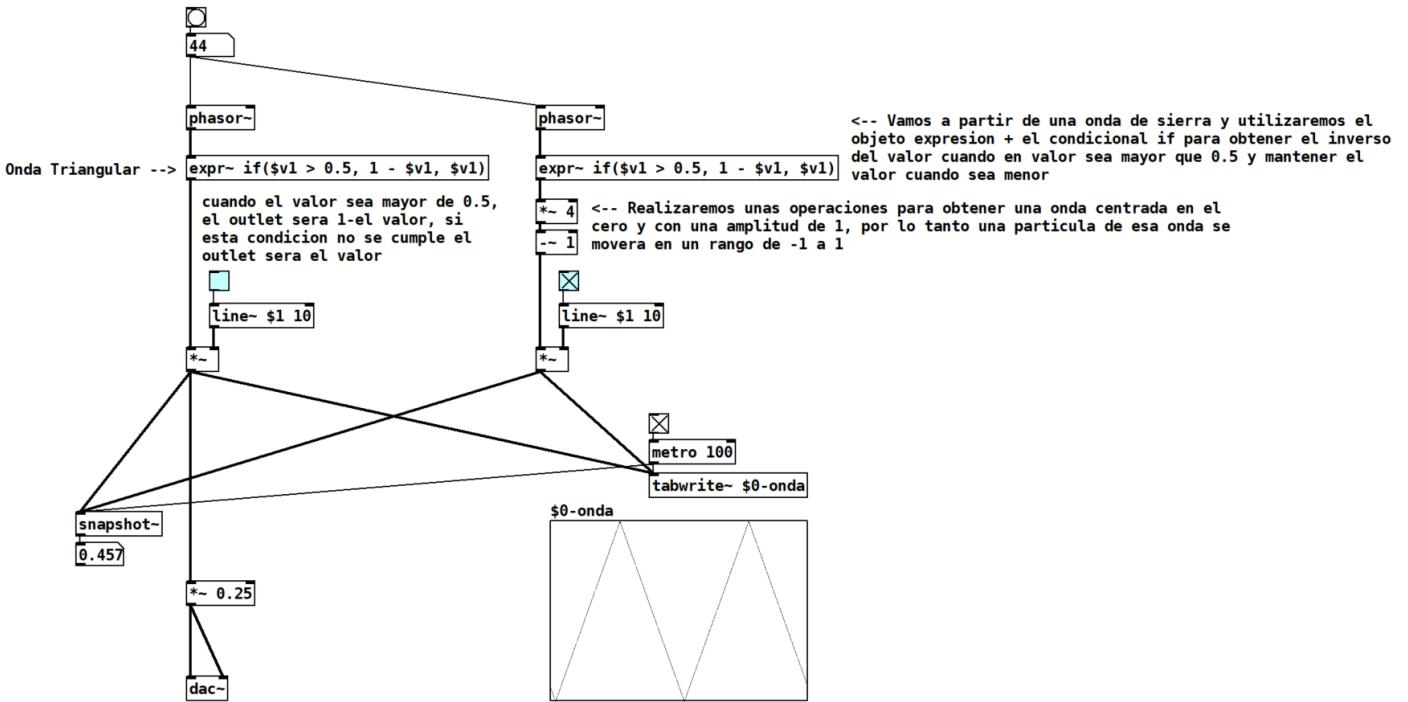 44
phasor~
phasor~
<-- Vamos a partir de una onda de sierra y utilizaremos el
objeto expresion + el condicional if para obtener el inverso
del valor cuando en valor sea mayor que 0.5 y mantener el
valor cuando sea menor
Onda Triangular -->
expr~ if($v1 > 0.5, 1 - $v1, $v1)
expr~ if($v1 > 0.5, 1 - $v1, $v1)
cuando el valor sea mayor de 0.5,
el outlet sera 1-el valor, si
esta condicion no se cumple el
outlet sera el valor
*~ 4
-~ 1
<-- Realizaremos unas operaciones para obtener una onda centrada en el
cero y con una amplitud de 1, por lo tanto una particula de esa onda se
movera en un rango de -1 a 1
line~ $1 10
line~ $1 10
*~
*~
metro 100
tabwrite~ $0-onda
snapshot~
0.457
$0-onda
*~ 0.25
dac~